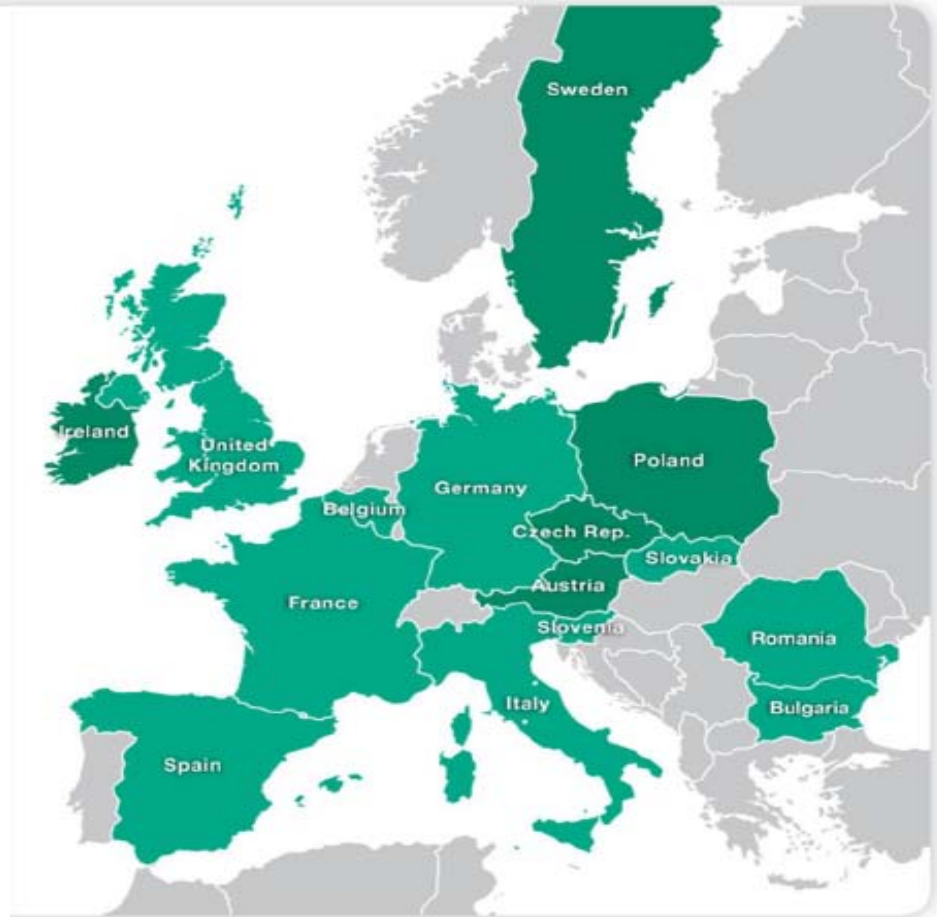 Sweden
Ireland
United
Kingdom
Poland
Germany
Belgium
Czech Rep.
Slovakia
Austria
France
Slovenia
Romania
Italy
Bulgaria
Spain